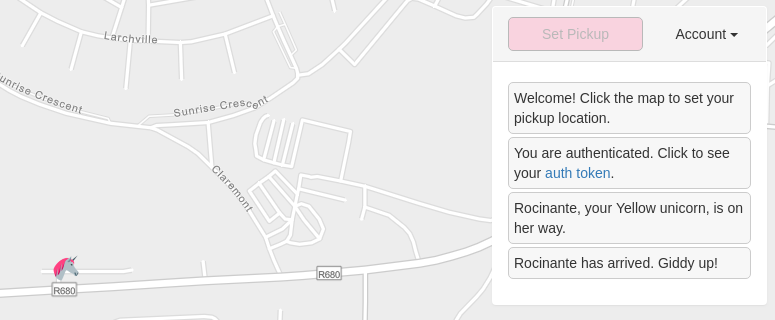 Larchville
Sunrise Crescent
Sunrise Crescent
Claremont
R680
R680
Set Pickup
Account
Welcome! Click the map to set your
pickup location.
You are authenticated. Click to see
your auth token.
Rocinante, your Yellow unicorn, is on
her way.
Rocinante has arrived. Giddy up!